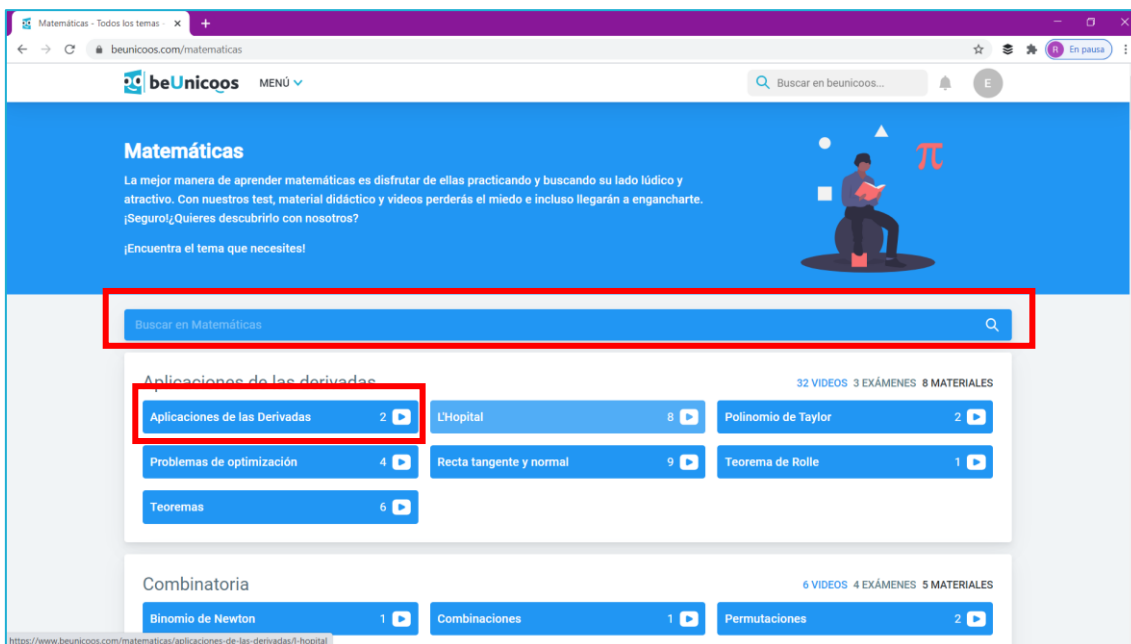 Matemáticas - Todos los temas -
beunicoos.com/matematicas
R En pausa
beUnicoos MENÚ Buscar en beunicoos... E
Matemáticas
π
La mejor manera de aprender matemáticas es disfrutar de ellas practicando y buscando su lado lúdico y
atractivo. Con nuestros test, material didáctico y videos perderás el miedo e incluso llegarán a engancharte.
¡Seguro!¿Quieres descubrirlo con nosotros?
¡Encuentra el tema que necesites!
Buscar en Matemáticas
Aplicaciones de las derivadas 32 VIDEOS 3 EXÁMENES 8 MATERIALES
Aplicaciones de las Derivadas 2 L'Hopital 8 Polinomio de Taylor 2
Problemas de optimización 4 Recta tangente y normal 9 Teorema de Rolle 1
Teoremas 6
Combinatoria 6 VIDEOS 4 EXÁMENES 5 MATERIALES
Binomio de Newton 1 Combinaciones 1 Permutaciones 2
https://www.beunicoos.com/matematicas/aplicaciones-de-las-derivadas/l-hopital